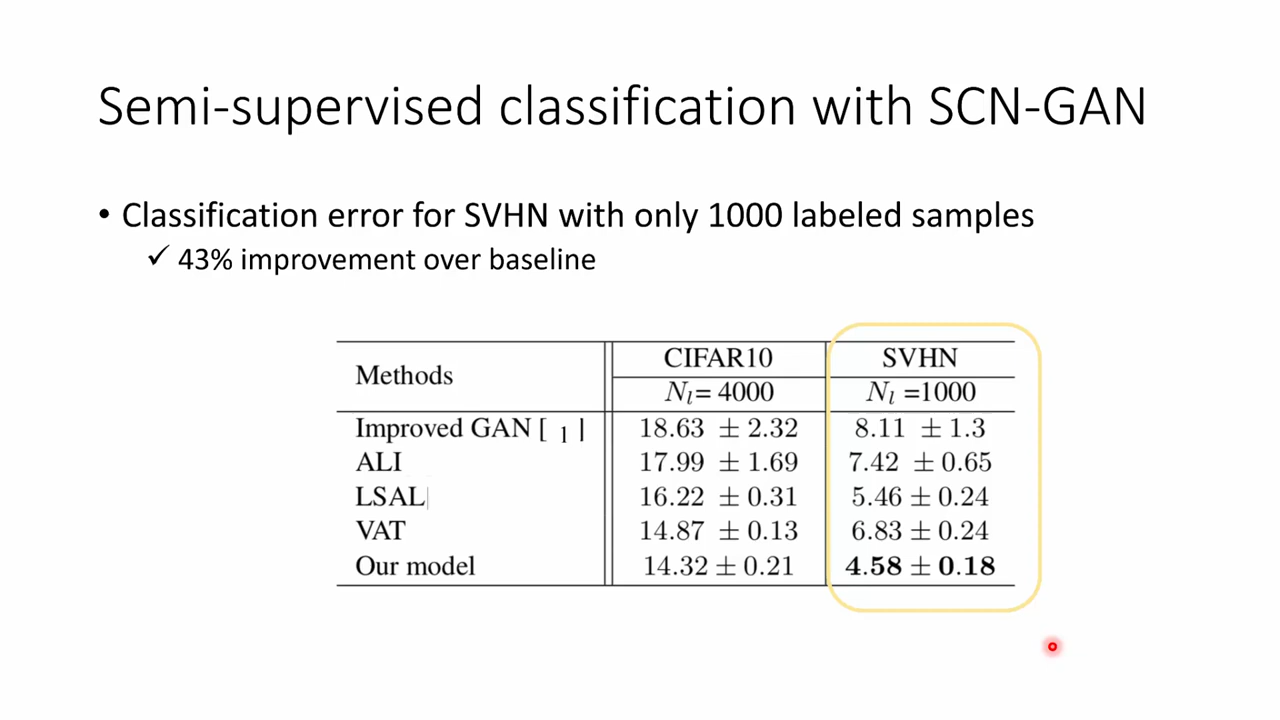 Semi-supervised classification with SCN-GAN
• Classification error for SVHN with only 1000 labeled samples
✓ 43% improvement over baseline
Methods CIFAR10 SVHN
N_l= 4000 N_l =1000
Improved GAN [ 1 ] 18.63 ± 2.32 8.11 ± 1.3
ALI 17.99 ± 1.69 7.42 ± 0.65
LSAL 16.22 ± 0.31 5.46 ± 0.24
VAT 14.87 ± 0.13 6.83 ± 0.24
Our model 14.32 ± 0.21 4.58 ± 0.18